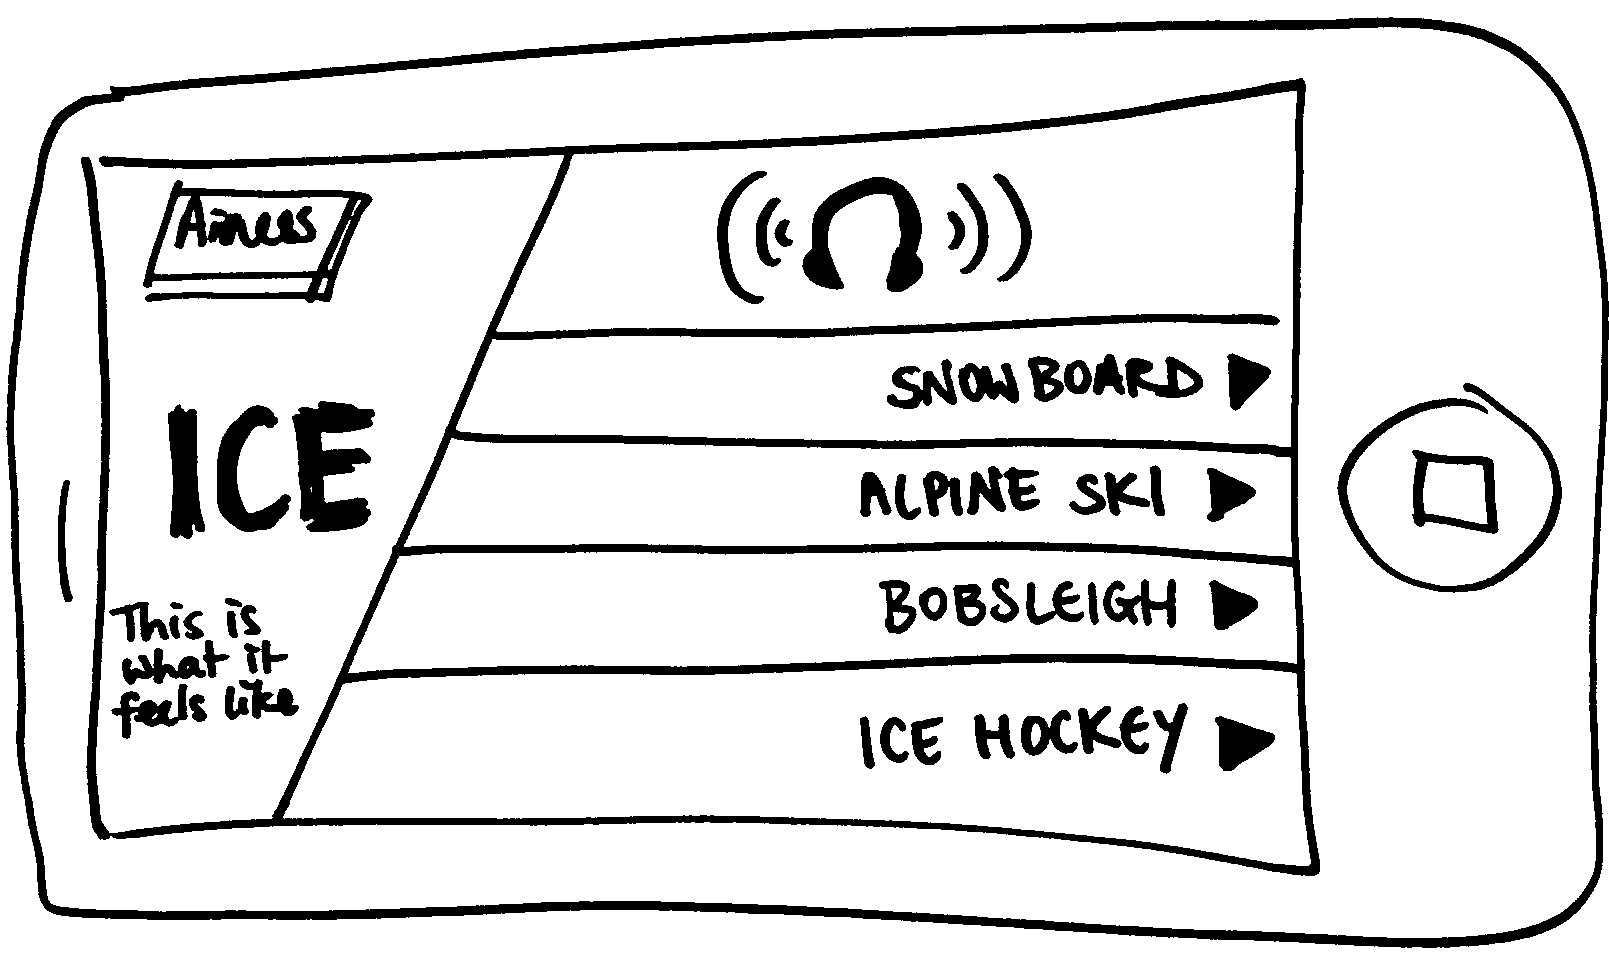 Airness
ICE
This is
what it
feels like
SNOWBOARD
ALPINE SKI
BOBSLEIGH
ICE HOCKEY